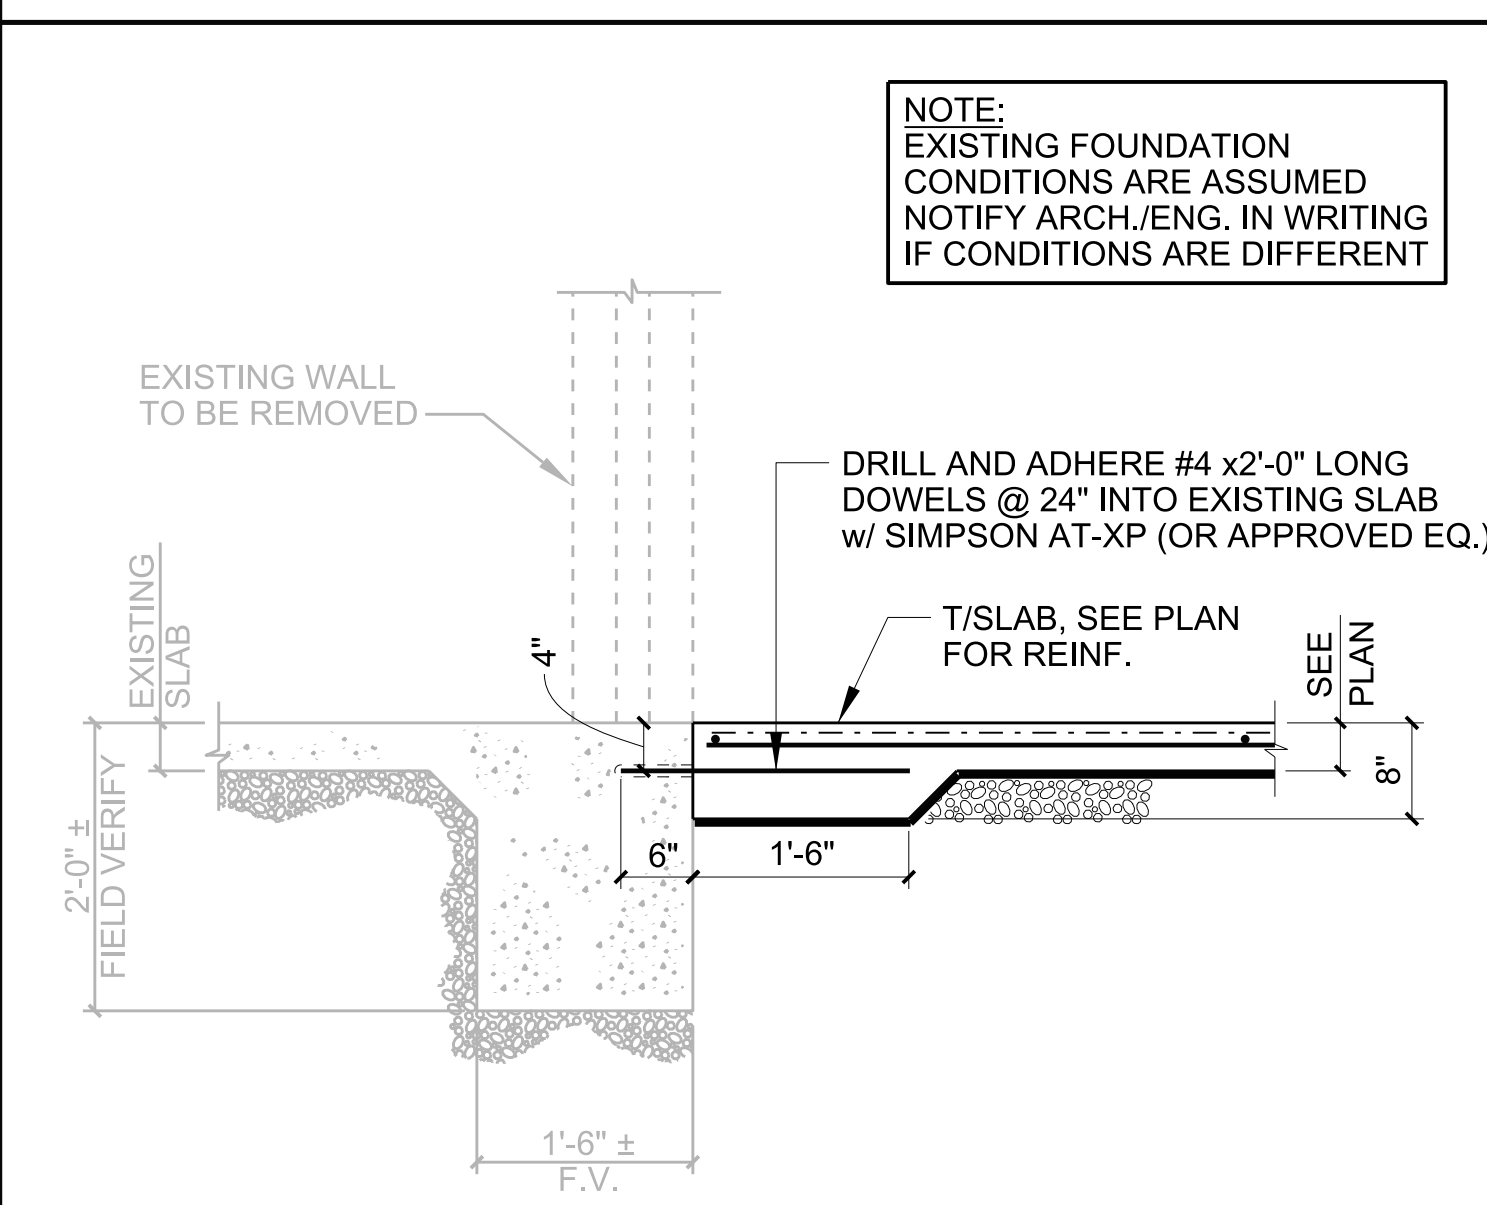 NOTE:
EXISTING FOUNDATION
CONDITIONS ARE ASSUMED
NOTIFY ARCH./ENG. IN WRITING
IF CONDITIONS ARE DIFFERENT
EXISTING WALL
TO BE REMOVED
DRILL AND ADHERE #4 x2'-0" LONG
DOWELS @ 24" INTO EXISTING SLAB
w/ SIMPSON AT-XP (OR APPROVED EQ.)
T/SLAB, SEE PLAN
FOR REINF.
EXISTING
SLAB
4"
SEE
PLAN
8"
2'-0" ±
FIELD VERIFY
6"
1'-6"
1'-6" ±
F.V.